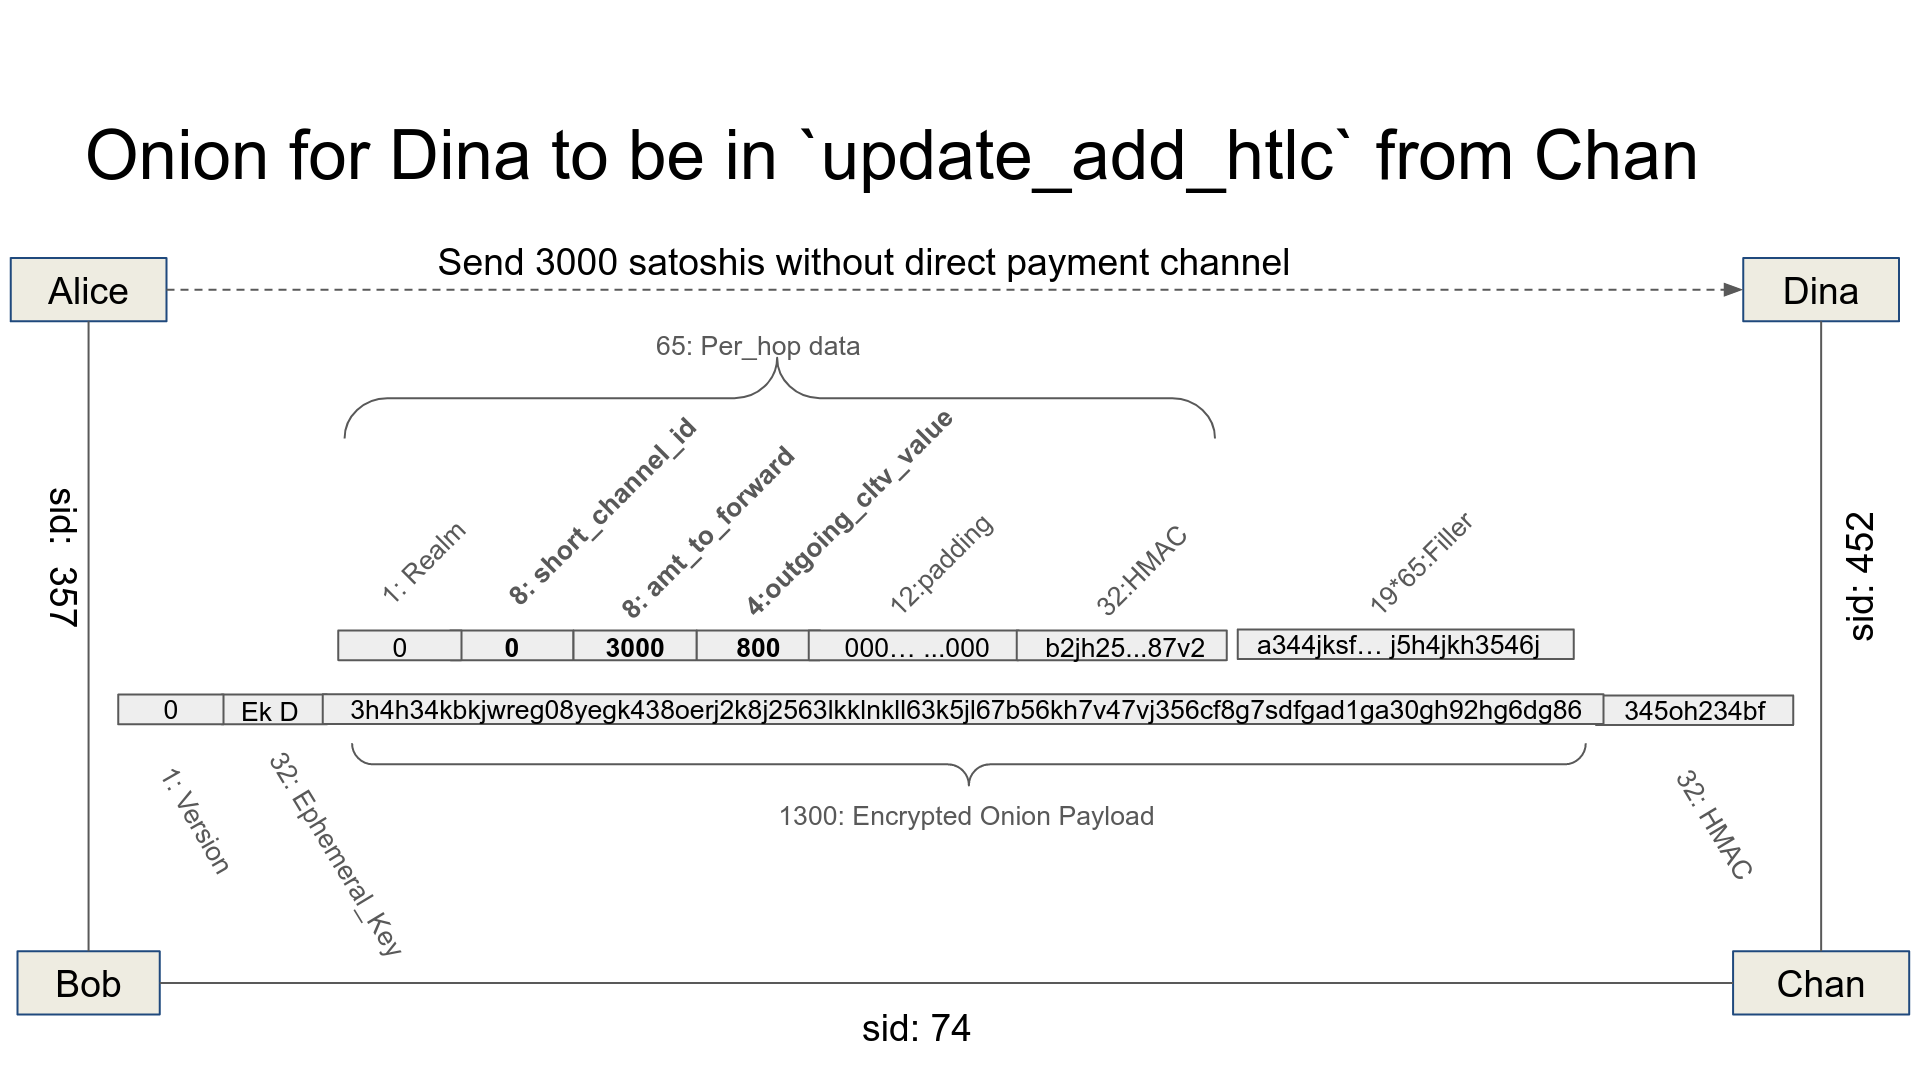 Onion for Dina to be in `update_add_htlc` from Chan
Send 3000 satoshis without direct payment channel
Alice
Dina
65: Per_hop data
1: Realm
8: short_channel_id
8: amt_to_forward
4:outgoing_cltv_value
12:padding
32:HMAC
19*65:Filler
sid: 357
sid: 452
0
0
3000
800
000… ...000
b2jh25...87v2
a344jksf… j5h4jkh3546j
0
Ek D
3h4h34kbkjwreg08yegk438oerj2k8j2563lkklnkll63k5jl67b56kh7v47vj356cf8g7sdfgad1ga30gh92hg6dg86
345oh234bf
1: Version
32: Ephemeral_Key
1300: Encrypted Onion Payload
32: HMAC
Bob
Chan
sid: 74